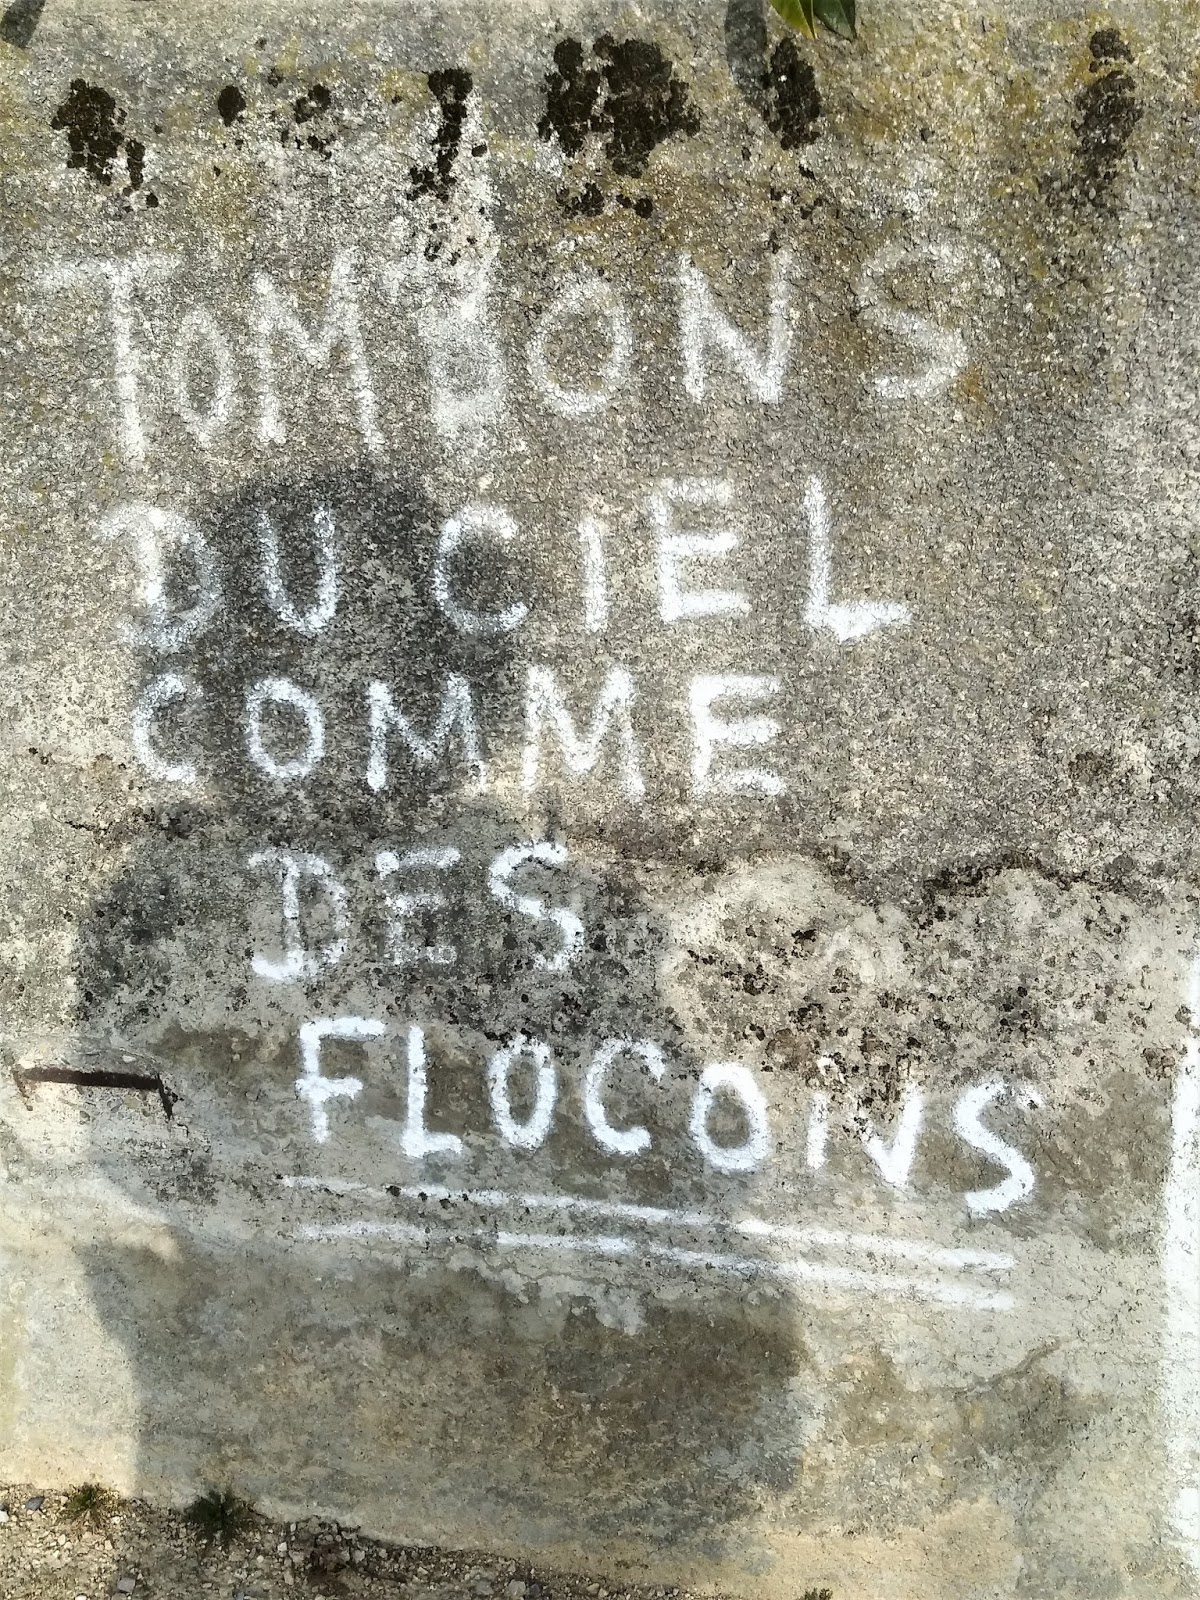 ToMBONS
DU CIEL
COMME
DES
FLOCONS